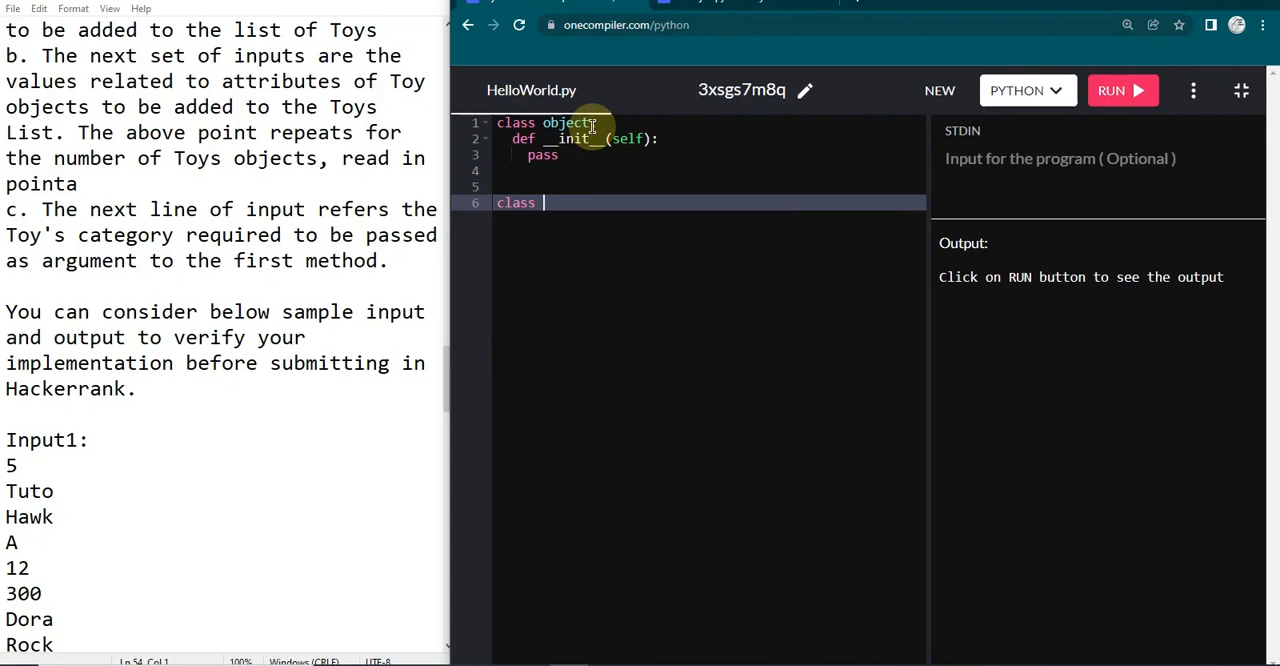 File Edit Format View Help
to be added to the list of Toys
b. The next set of inputs are the
values related to attributes of Toy
objects to be added to the Toys
List. The above point repeats for
the number of Toys objects, read in
pointa
c. The next line of input refers the
Toy's category required to be passed
as argument to the first method.
You can consider below sample input
and output to verify your
implementation before submitting in
Hackerrank.
Input1:
5
Tuto
Hawk
A
12
300
Dora
Rock
Ln 54, Col 1 100% Windows (CRLF) UTF-8
onecompiler.com/python
HelloWorld.py 3xsgs7m8q NEW PYTHON RUN
1 class object:
2 def __init__(self):
3 pass
4
5
6 class
STDIN
Input for the program ( Optional )
Output:
Click on RUN button to see the output